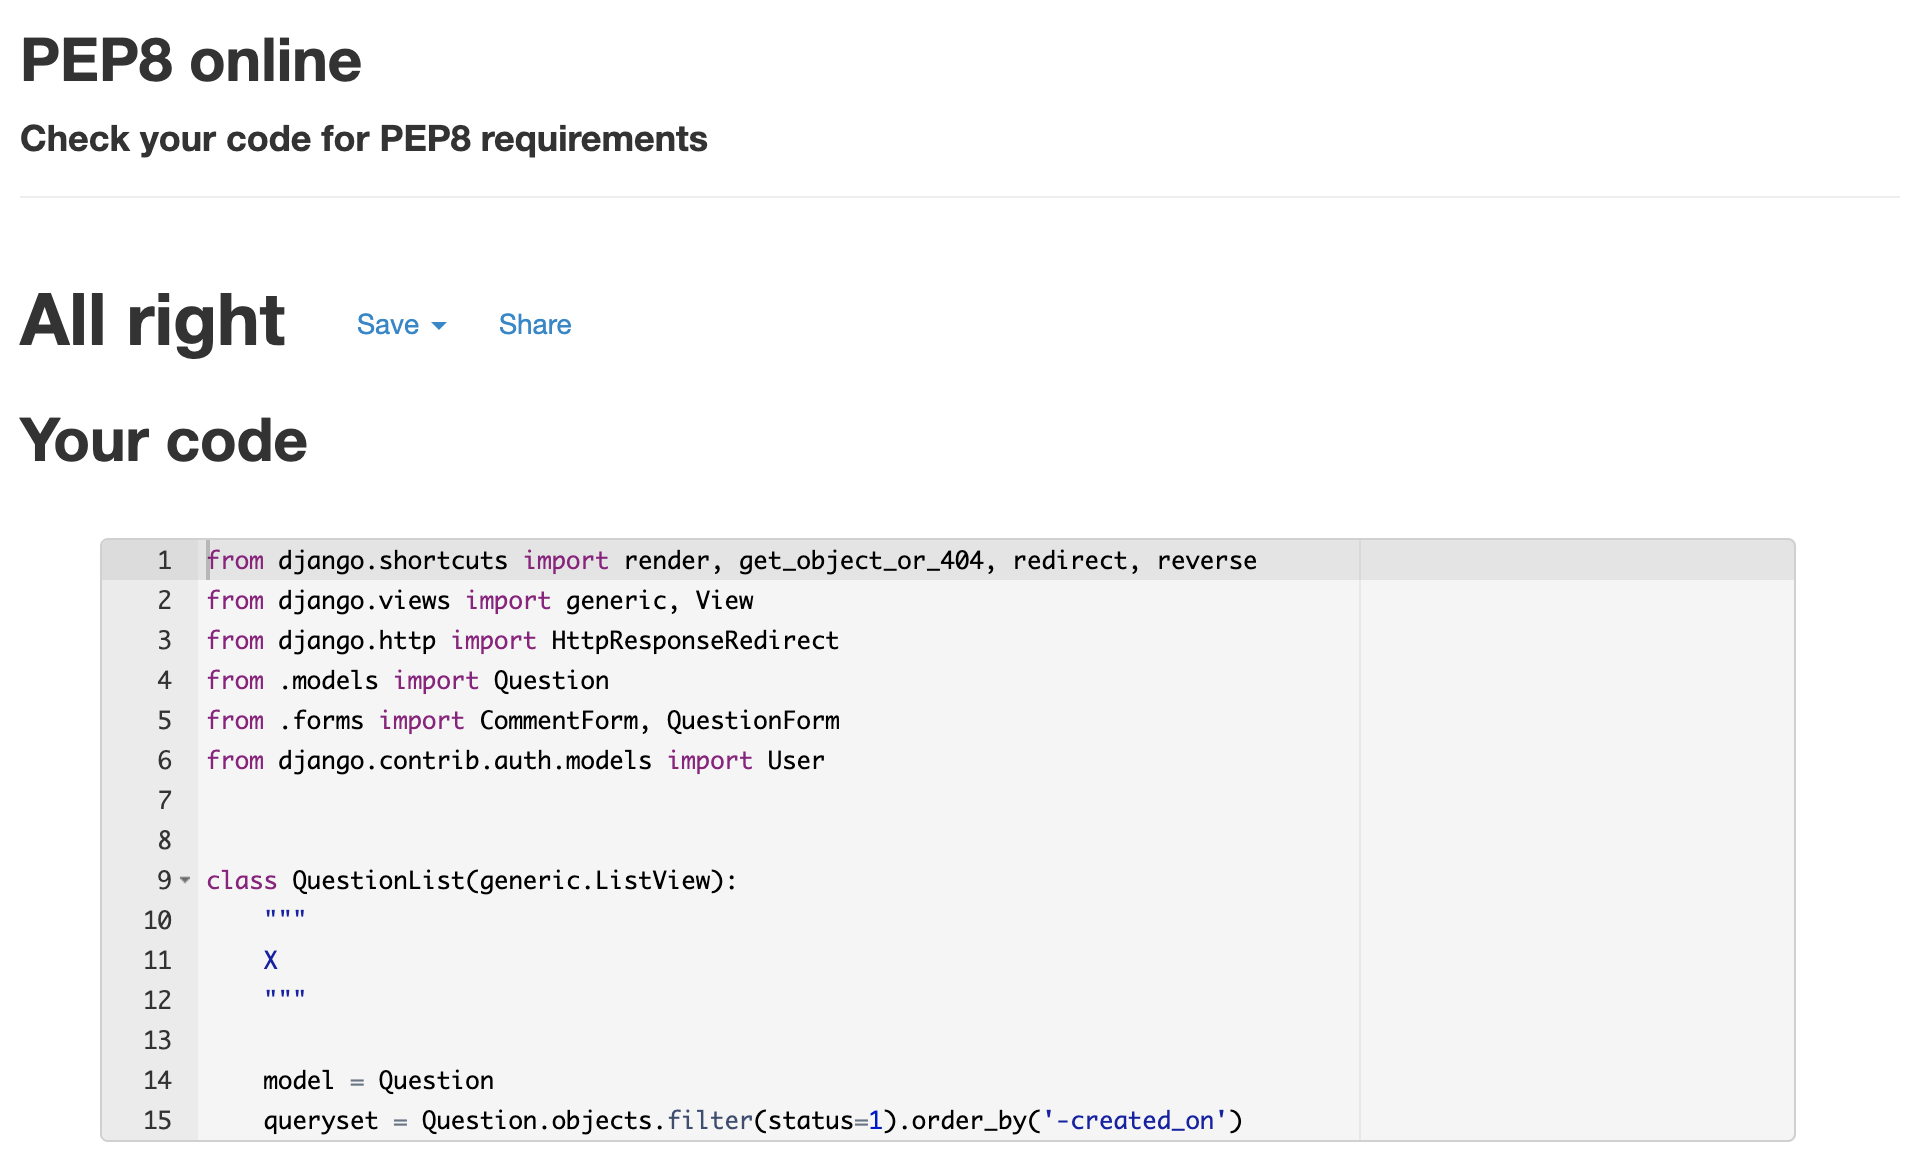 PEP8 online
Check your code for PEP8 requirements
All right Save Share
Your code
1 from django.shortcuts import render, get_object_or_404, redirect, reverse
2 from django.views import generic, View
3 from django.http import HttpResponseRedirect
4 from .models import Question
5 from .forms import CommentForm, QuestionForm
6 from django.contrib.auth.models import User
7
8
9 class QuestionList(generic.ListView):
10     """
11     X
12     """
13
14     model = Question
15     queryset = Question.objects.filter(status=1).order_by('-created_on')